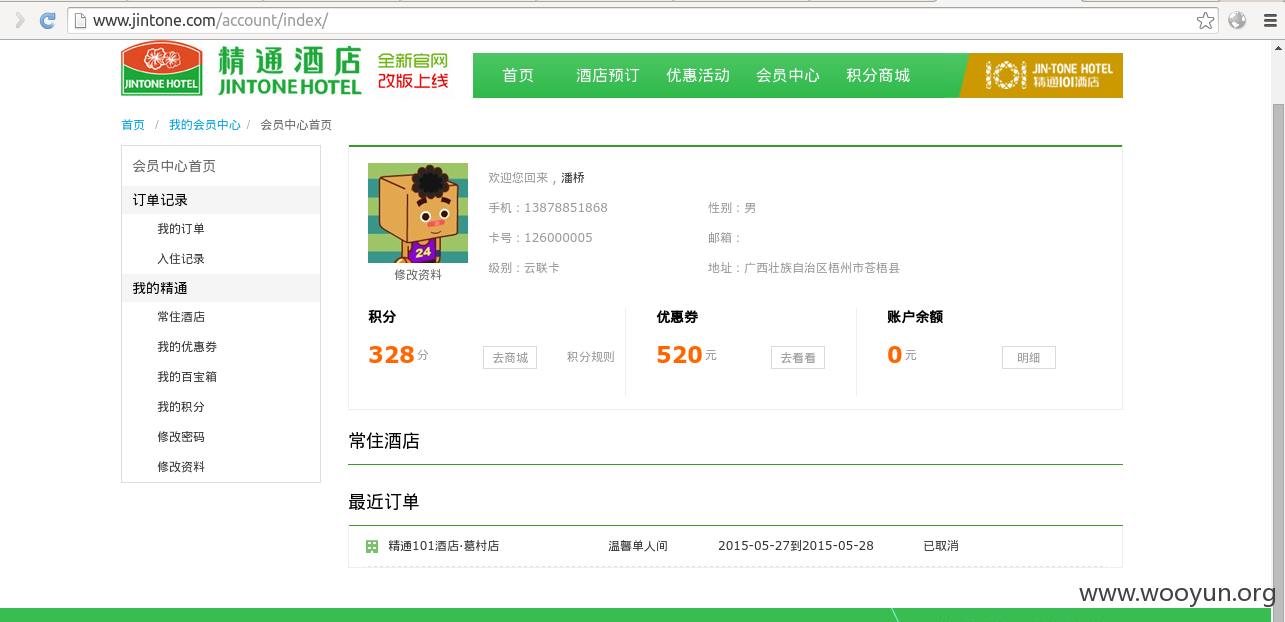 www.jintone.com/account/index/
JINTONE HOTEL
精通酒店
JINTONE HOTEL
全新官网
改版上线
首页 酒店预订 优惠活动 会员中心 积分商城
101 JIN·TONE HOTEL
精通101酒店
首页 / 我的会员中心 / 会员中心首页
会员中心首页
订单记录
我的订单
入住记录
我的精通
常住酒店
我的优惠券
我的百宝箱
我的积分
修改密码
修改资料
24
修改资料
欢迎您回来，潘桥
手机：13878851868 性别：男
卡号：126000005 邮箱：
级别：云联卡 地址：广西壮族自治区梧州市苍梧县
积分 优惠券 账户余额
328 分 去商城 积分规则 520 元 去看看 0 元 明细
常住酒店
最近订单
精通101酒店·葛村店 温馨单人间 2015-05-27到2015-05-28 已取消
www.wooyun.org